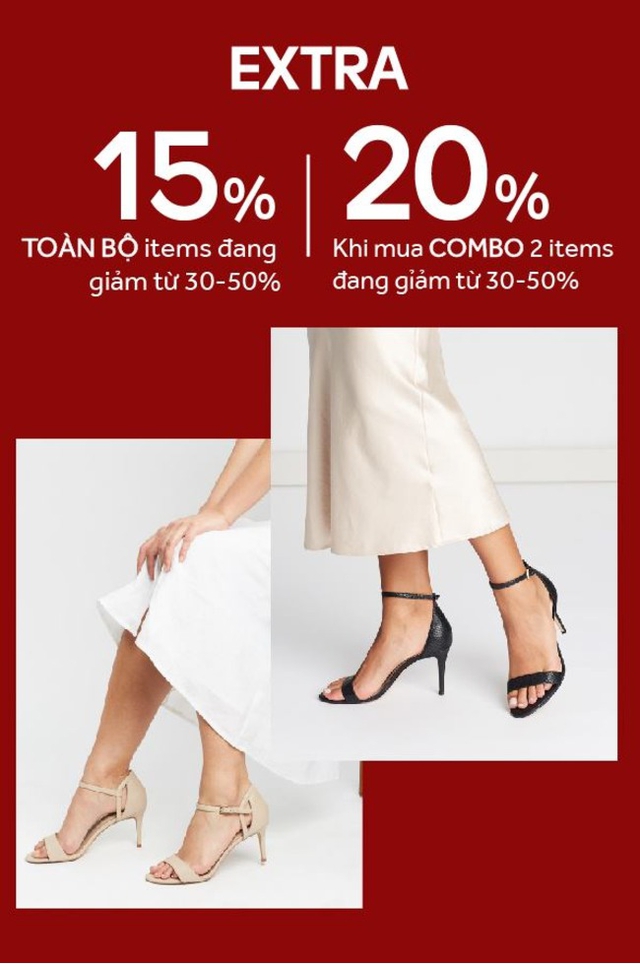 EXTRA
15%
TOÀN BỘ items đang
giảm từ 30-50%
20%
Khi mua COMBO 2 items
đang giảm từ 30-50%